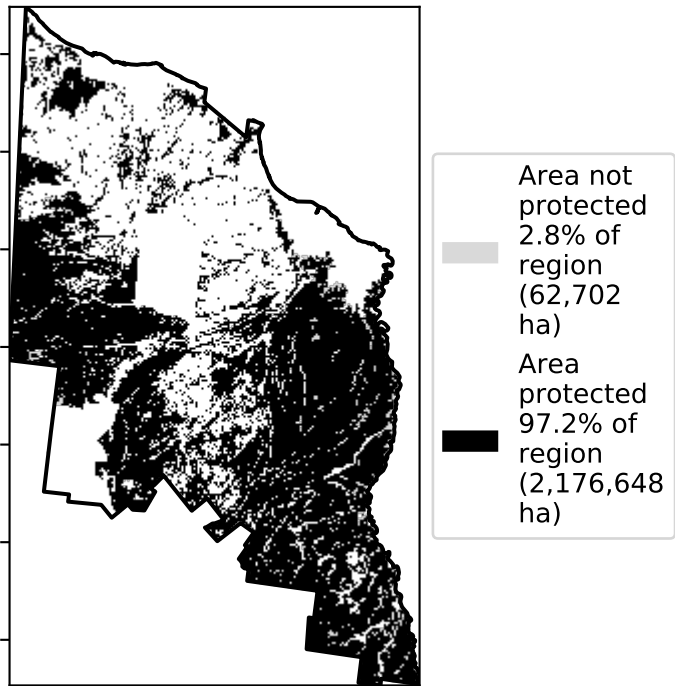 Area not
protected
2.8% of
region
(62,702
ha)
Area
protected
97.2% of
region
(2,176,648
ha)